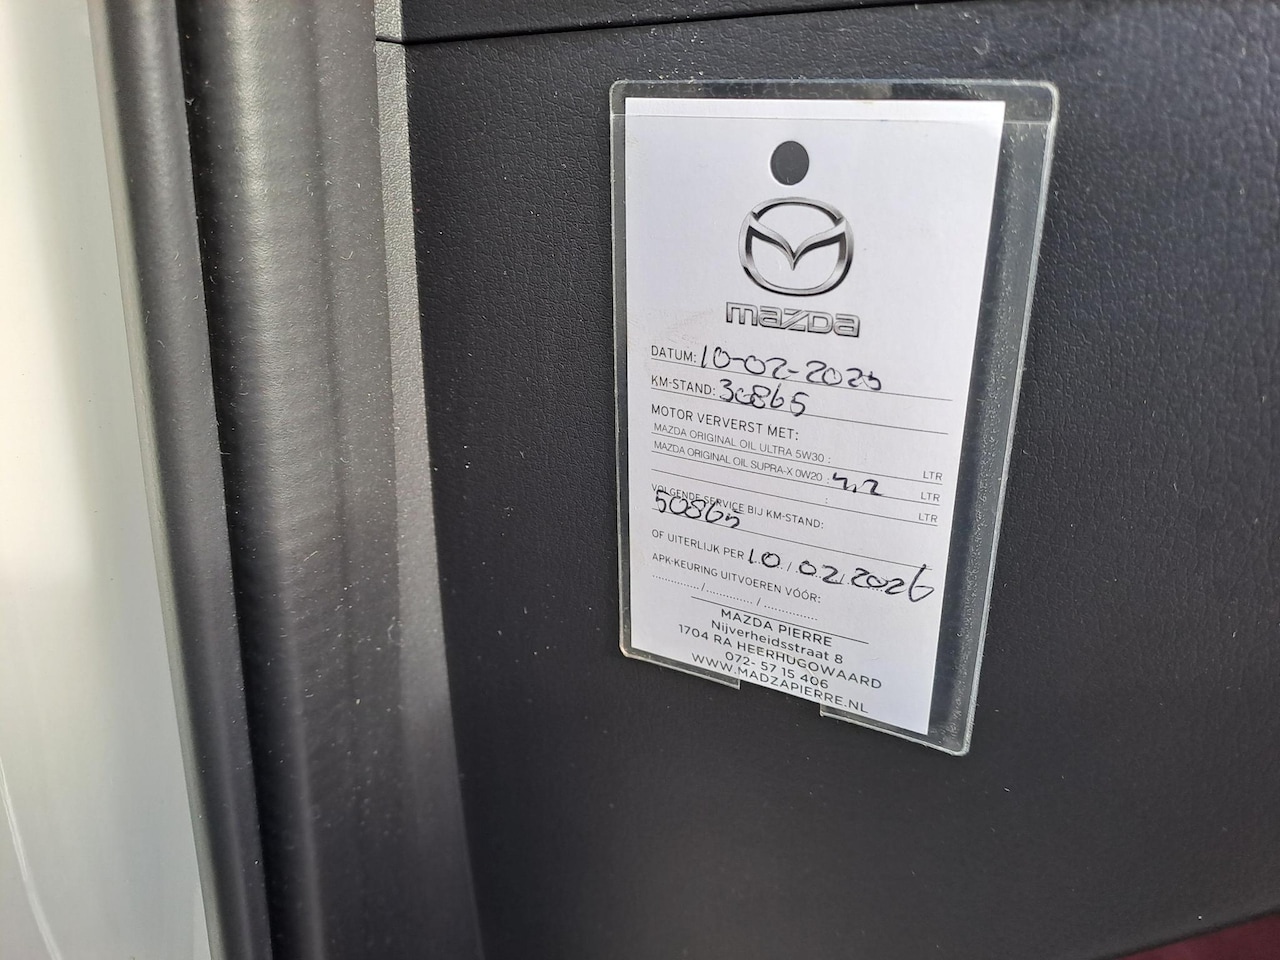 mazda
DATUM: 10-02-2025
KM-STAND: 30865
MOTOR VERVERST MET:
MAZDA ORIGINAL OIL ULTRA 5W30 : LTR
MAZDA ORIGINAL OIL SUPRA-X 0W20 : 4,2 LTR
: LTR
VOLGENDE SERVICE BIJ KM-STAND:
50865
OF UITERLIJK PER 10/02/2026
APK-KEURING UITVOEREN VÓÓR:
............./............./.............
MAZDA PIERRE
Nijverheidsstraat 8
1704 RA HEERHUGOWAARD
072- 57 15 406
WWW.MADZAPIERRE.NL